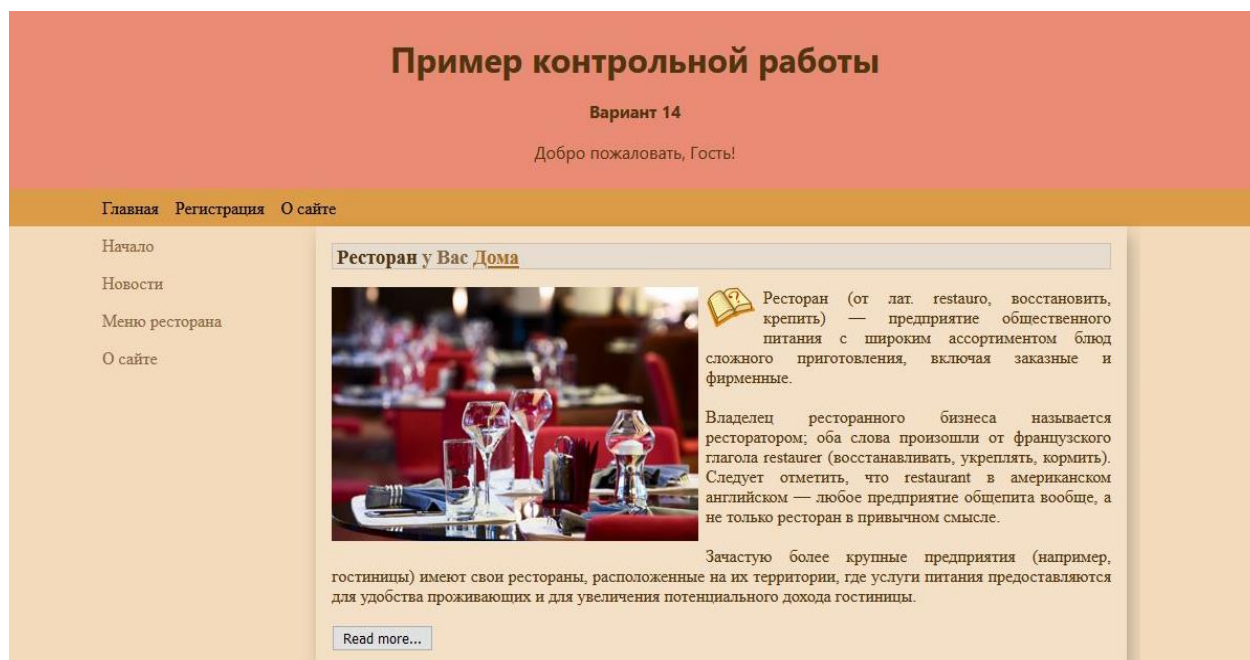 Пример контрольной работы
Вариант 14
Добро пожаловать, Гость!
Главная Регистрация О сайте
Начало
Новости
Меню ресторана
О сайте
Ресторан у Вас Дома
Ресторан (от лат. restauro, восстановить,
крепить) — предприятие общественного
питания с широким ассортиментом блюд
сложного приготовления, включая заказные и
фирменные.
Владелец ресторанного бизнеса называется
ресторатором; оба слова произошли от французского
глагола restaurer (восстанавливать, укреплять, кормить).
Следует отметить, что restaurant в американском
английском — любое предприятие общепита вообще, а
не только ресторан в привычном смысле.
Зачастую более крупные предприятия (например,
гостиницы) имеют свои рестораны, расположенные на их территории, где услуги питания предоставляются
для удобства проживающих и для увеличения потенциального дохода гостиницы.
Read more...